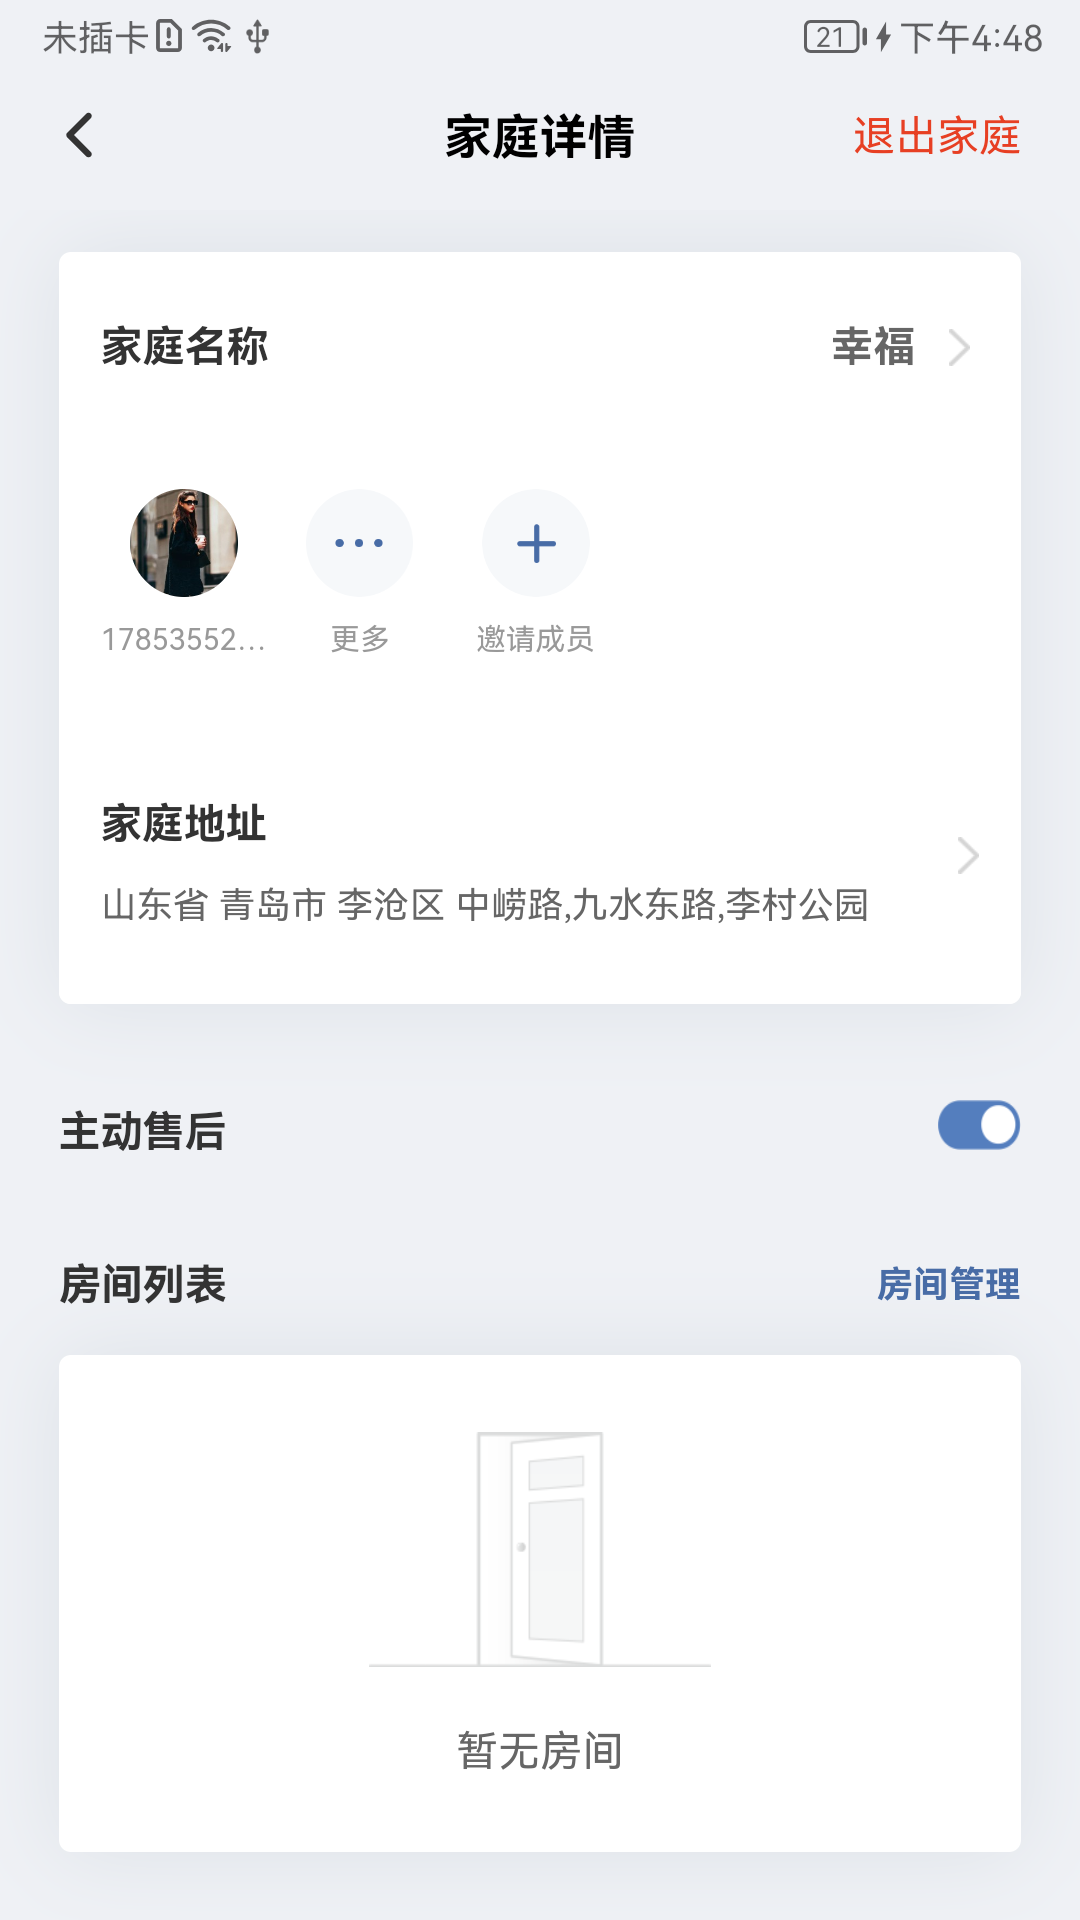 未插卡 21 下午4:48
家庭详情 退出家庭
家庭名称 幸福
17853552... 更多 邀请成员
家庭地址
山东省 青岛市 李沧区 中崂路,九水东路,李村公园
主动售后
房间列表 房间管理
暂无房间